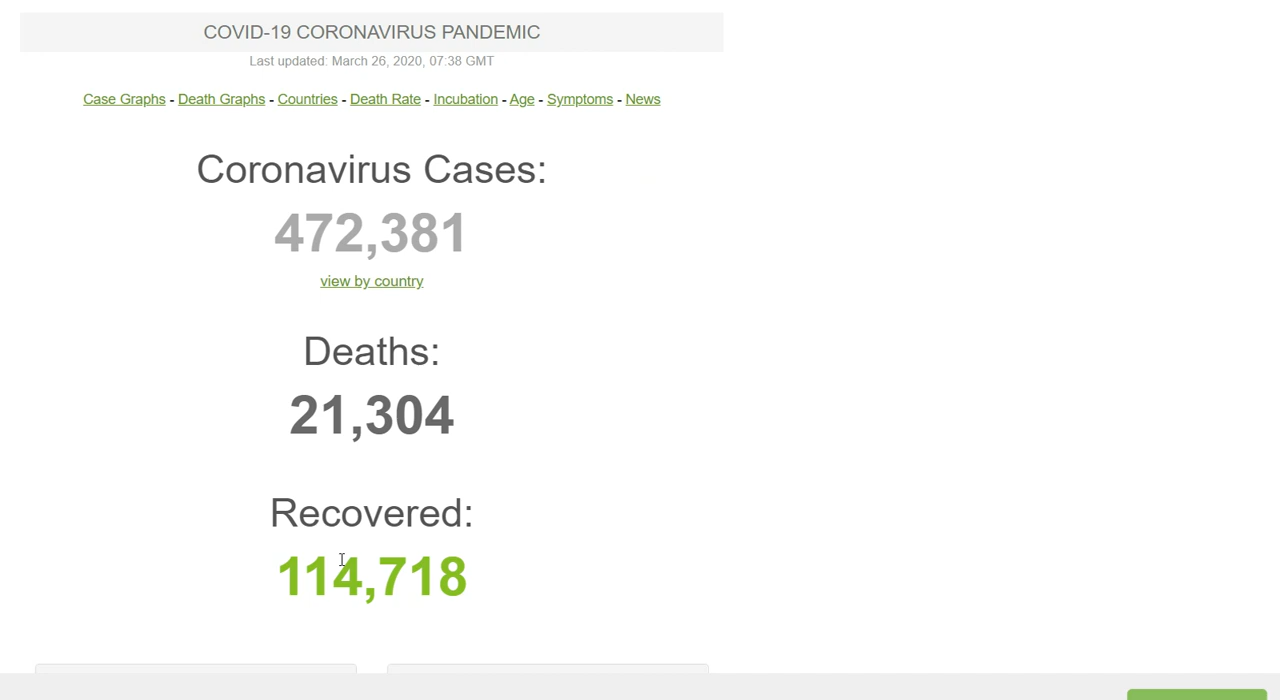 COVID-19 CORONAVIRUS PANDEMIC
Last updated: March 26, 2020, 07:38 GMT
Case Graphs - Death Graphs - Countries - Death Rate - Incubation - Age - Symptoms - News
Coronavirus Cases:
472,381
view by country
Deaths:
21,304
Recovered:
114,718